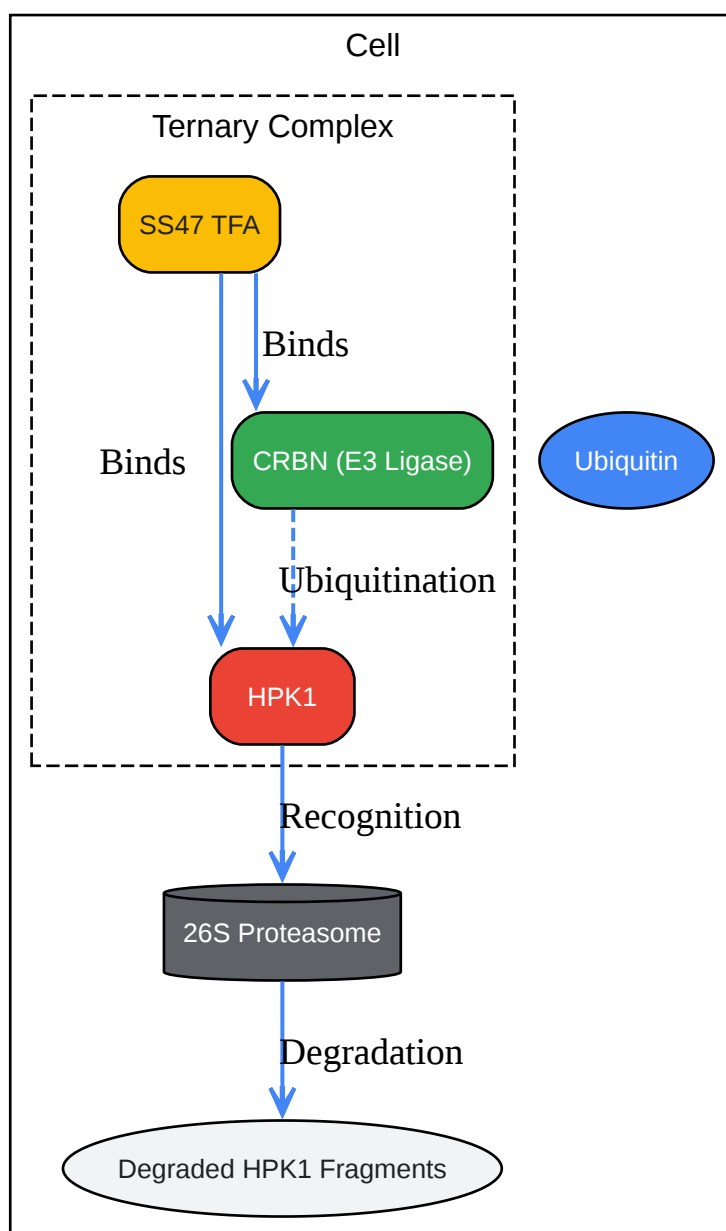 Cell
Ternary Complex
SS47 TFA
Binds
CRBN (E3 Ligase)
Ubiquitin
Binds
Ubiquitination
HPK1
Recognition
26S Proteasome
Degradation
Degraded HPK1 Fragments